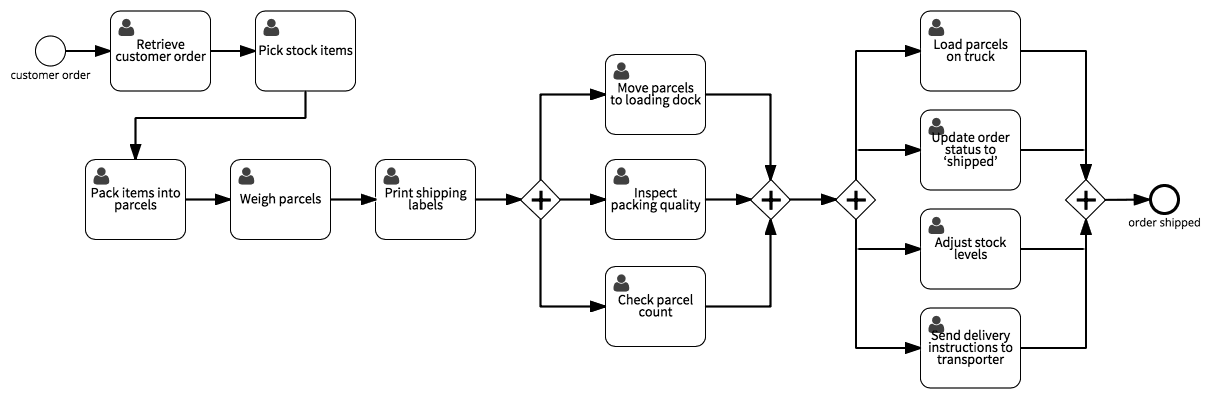 customer order
Retrieve
customer order
Pick stock items
Pack items into
parcels
Weigh parcels
Print shipping
labels
Move parcels
to loading dock
Inspect
packing quality
Check parcel
count
Load parcels
on truck
Update order
status to
‘shipped’
Adjust stock
levels
Send delivery
instructions to
transporter
order shipped